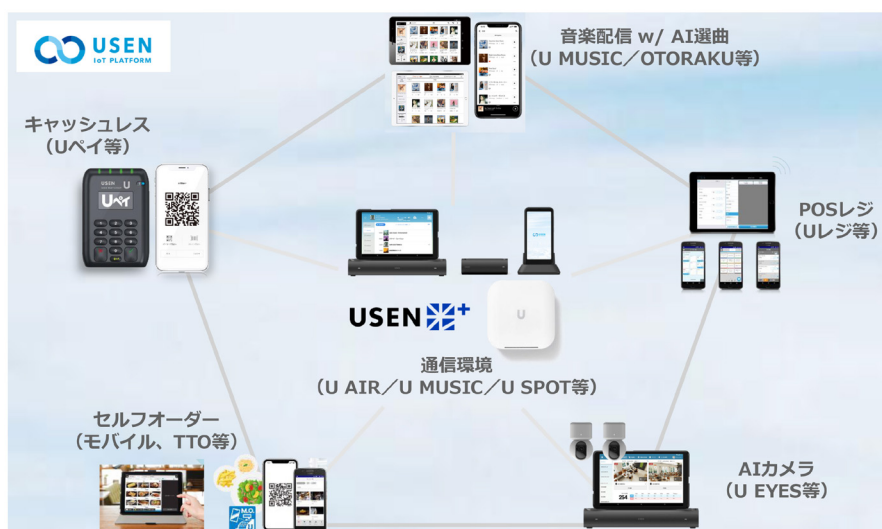 USEN
IoT PLATFORM
音楽配信 w/ AI選曲
（U MUSIC／OTORAKU等）
キャッシュレス
（Uペイ等）
USEN U
Uペイ
POSレジ
（Uレジ等）
USEN
U
通信環境
（U AIR／U MUSIC／U SPOT等）
セルフオーダー
（モバイル、TTO等）
M.O.
U
AIカメラ
（U EYES等）
254